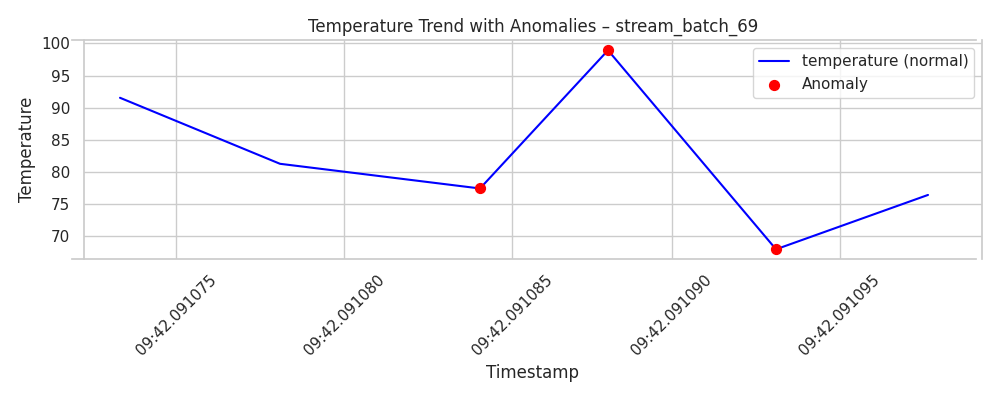 Temperature Trend with Anomalies – stream_batch_69
temperature (normal)
Anomaly
Temperature
100
95
90
85
80
75
70
09:42.091075
09:42.091080
09:42.091085
09:42.091090
09:42.091095
Timestamp